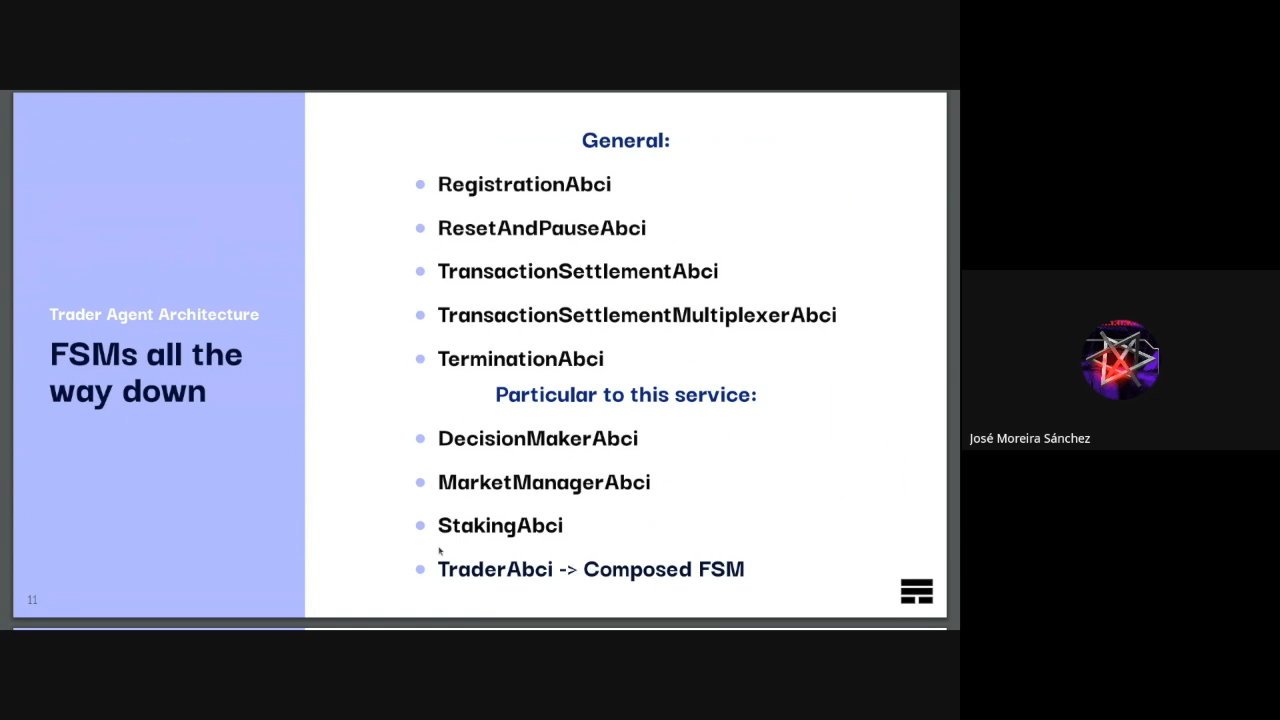 Trader Agent Architecture
FSMs all the
way down
11
General:
RegistrationAbci
ResetAndPauseAbci
TransactionSettlementAbci
TransactionSettlementMultiplexerAbci
TerminationAbci
Particular to this service:
DecisionMakerAbci
MarketManagerAbci
StakingAbci
TraderAbci -> Composed FSM
José Moreira Sánchez